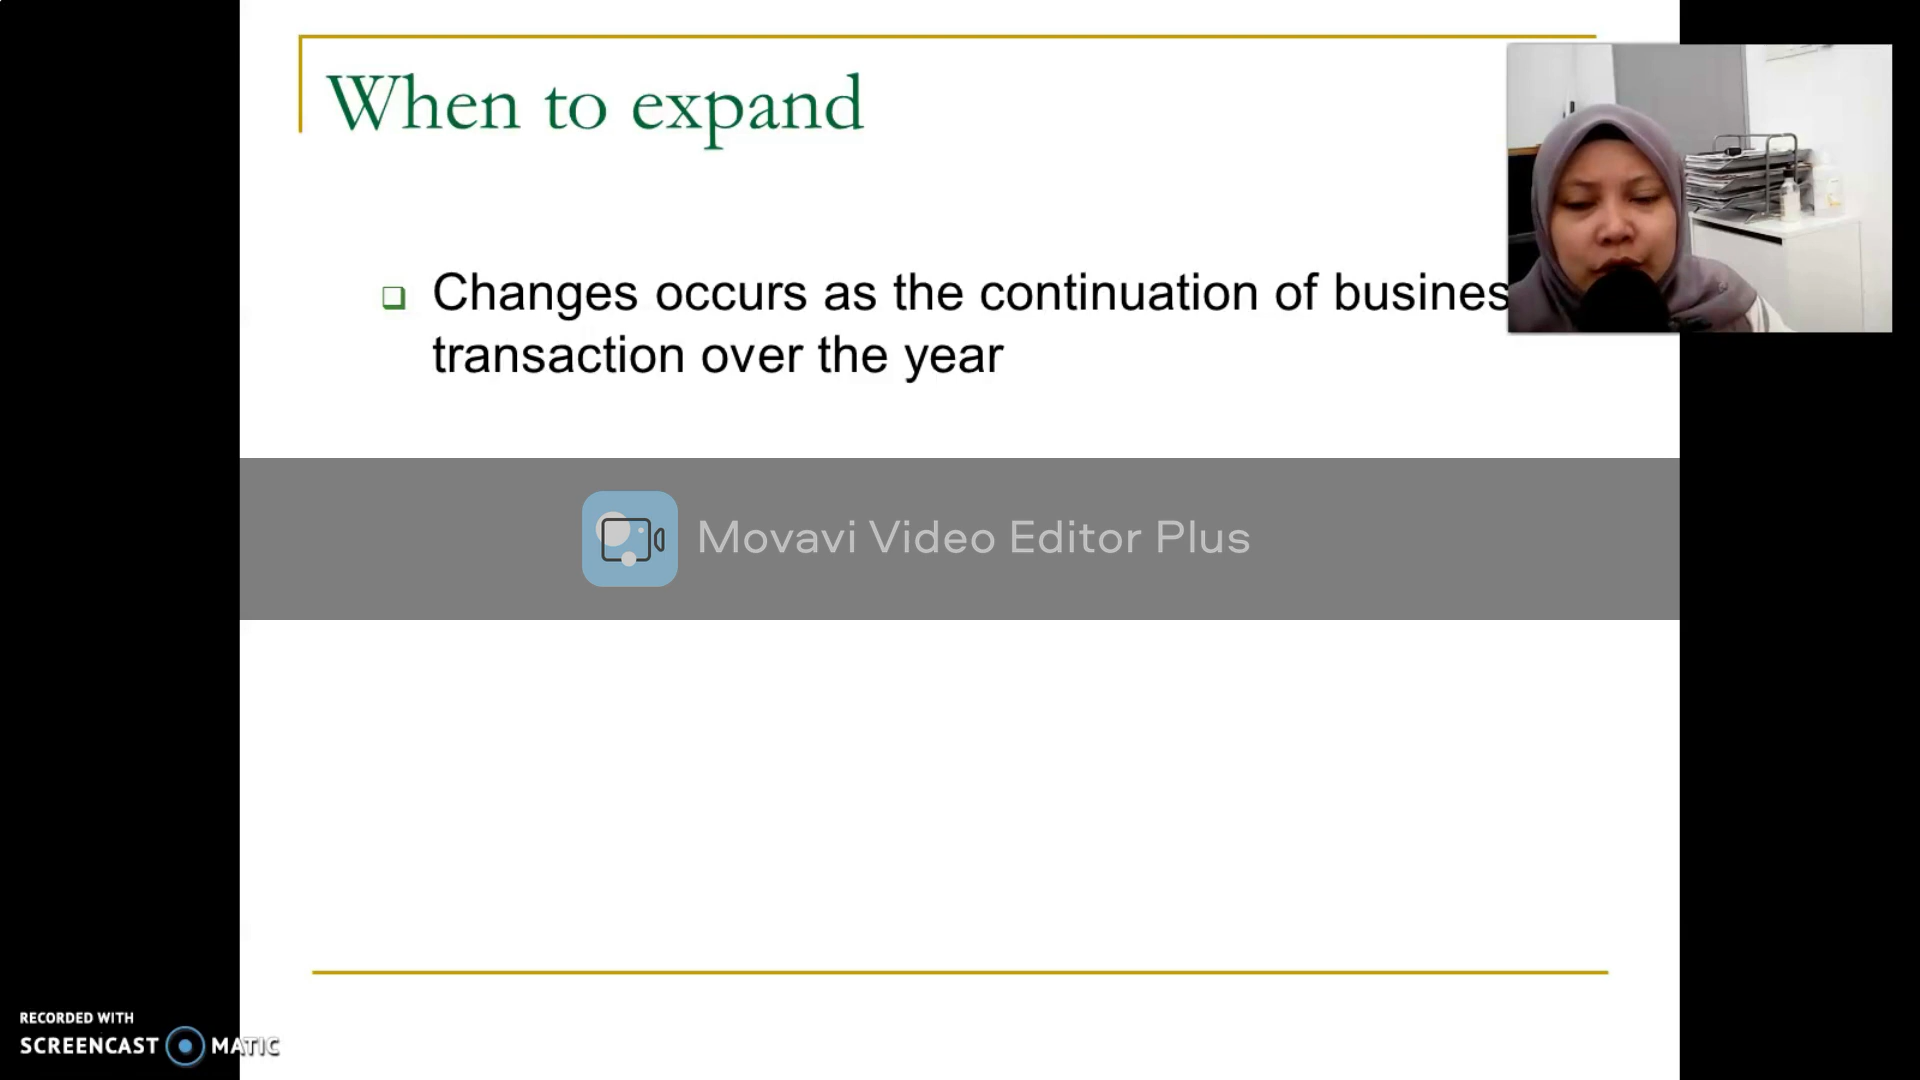 When to expand
Changes occurs as the continuation of busines
transaction over the year
Movavi Video Editor Plus
RECORDED WITH
SCREENCAST MATIC